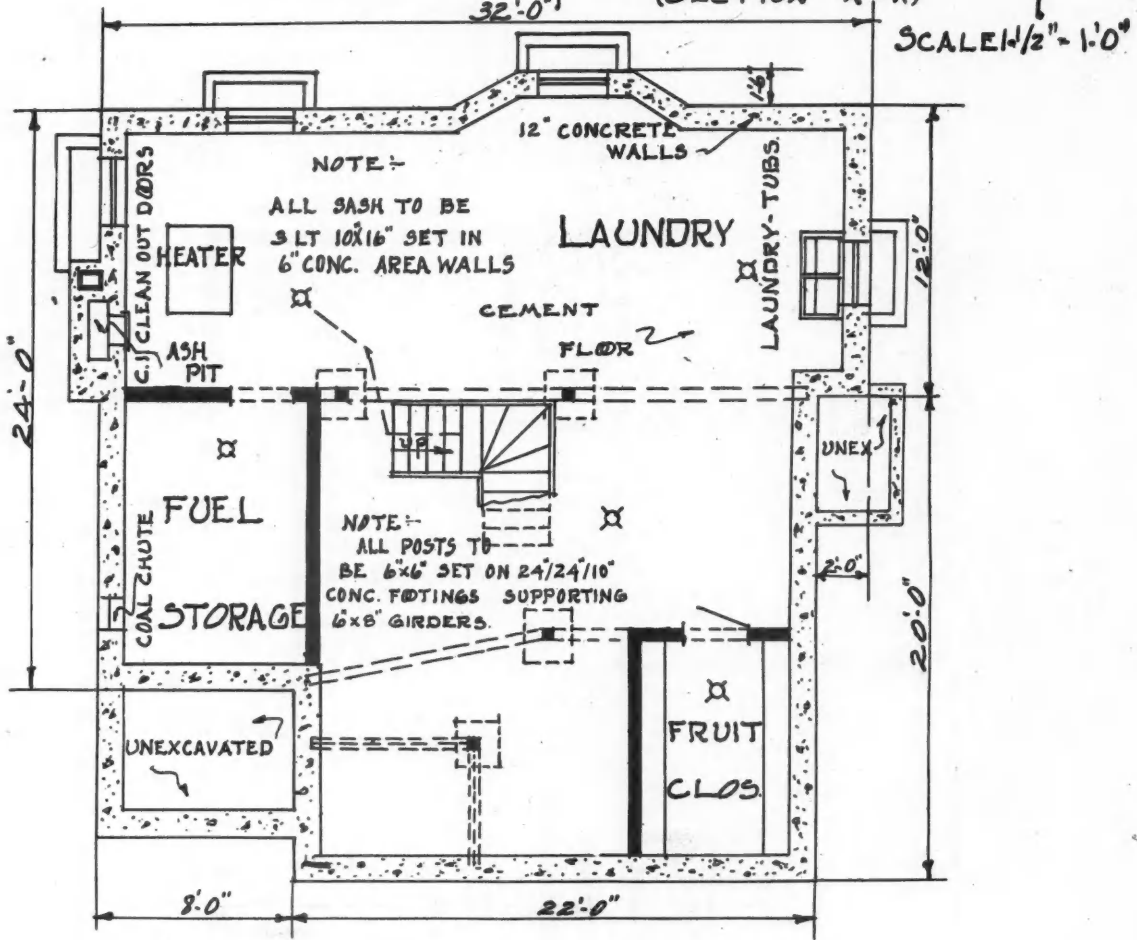 32'-0"
SCALE 1-1/2" = 1'-0"
1'-6"
12" CONCRETE
WALLS
C.I. CLEAN OUT DOORS
NOTE:-
ALL SASH TO BE
3 LT 10"X16" SET IN
6" CONC. AREA WALLS
HEATER
LAUNDRY
LAUNDRY-TUBS.
CEMENT
FLOOR
12'-0"
ASH
PIT
24'-0"
UP
UNEX
FUEL
STORAGE
COAL CHUTE
NOTE:-
ALL POSTS TO
BE 6"x6" SET ON 24"/24"/10"
CONC. FOOTINGS SUPPORTING
6"x8" GIRDERS.
2'-0"
20'-0"
UNEXCAVATED
FRUIT
CLOS.
8'-0"
22'-0"